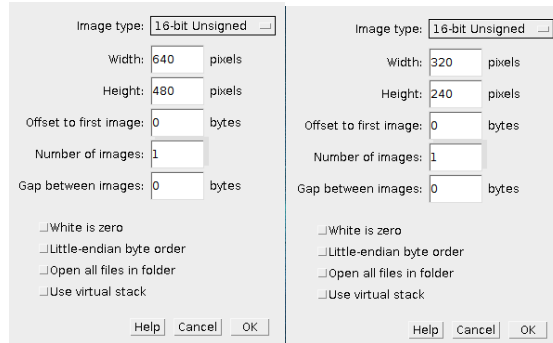 Image type: 16-bit Unsigned
Width: 640 pixels
Height: 480 pixels
Offset to first image: 0 bytes
Number of images: 1
Gap between images: 0 bytes
White is zero
Little-endian byte order
Open all files in folder
Use virtual stack
Help Cancel OK
Image type: 16-bit Unsigned
Width: 320 pixels
Height: 240 pixels
Offset to first image: 0 bytes
Number of images: 1
Gap between images: 0 bytes
White is zero
Little-endian byte order
Open all files in folder
Use virtual stack
Help Cancel OK